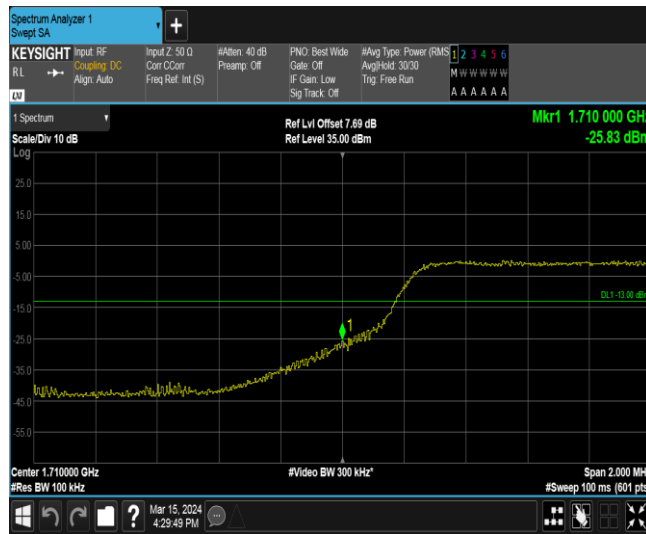 Spectrum Analyzer 1
Swept SA
+
KEYSIGHT
RL
LXI
Input: RF
Coupling: DC
Align: Auto
Input Z: 50 Ω
Corr CCorr
Freq Ref: Int (S)
#Atten: 40 dB
Preamp: Off
PNO: Best Wide
Gate: Off
IF Gain: Low
Sig Track: Off
#Avg Type: Power (RMS
Avg|Hold: 30/30
Trig: Free Run
1 2 3 4 5 6
M W W W W W
A A A A A A
1 Spectrum
Scale/Div 10 dB
Log
Ref Lvl Offset 7.69 dB
Ref Level 35.00 dBm
Mkr1 1.710 000 GHz
-25.83 dBm
25.0
15.0
5.00
-5.00
-15.0
-25.0
-35.0
-45.0
-55.0
DL1 -13.00 dBm
1
Center 1.710000 GHz
#Res BW 100 kHz
#Video BW 300 kHz*
Span 2.000 MH
#Sweep 100 ms (601 pts
?
Mar 15, 2024
4:29:49 PM